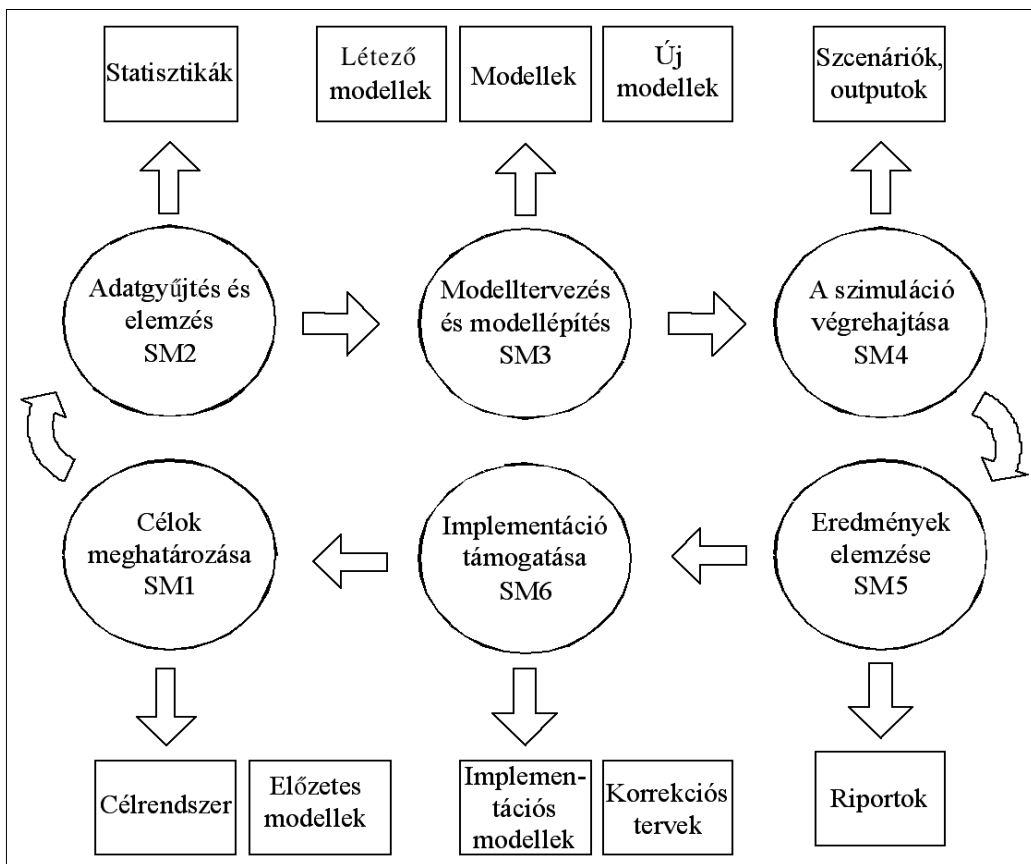 Statisztikák
Létező
modellek
Modellek
Új
modellek
Szcenáriók,
outputok
Adatgyűjtés és
elemzés
SM2
Modelltervezés
és modellépítés
SM3
A szimuláció
végrehajtása
SM4
Célok
meghatározása
SM1
Implementáció
támogatása
SM6
Eredmények
elemzése
SM5
Célrendszer
Előzetes
modellek
Implemen-
tációs
modellek
Korrekciós
tervek
Riportok